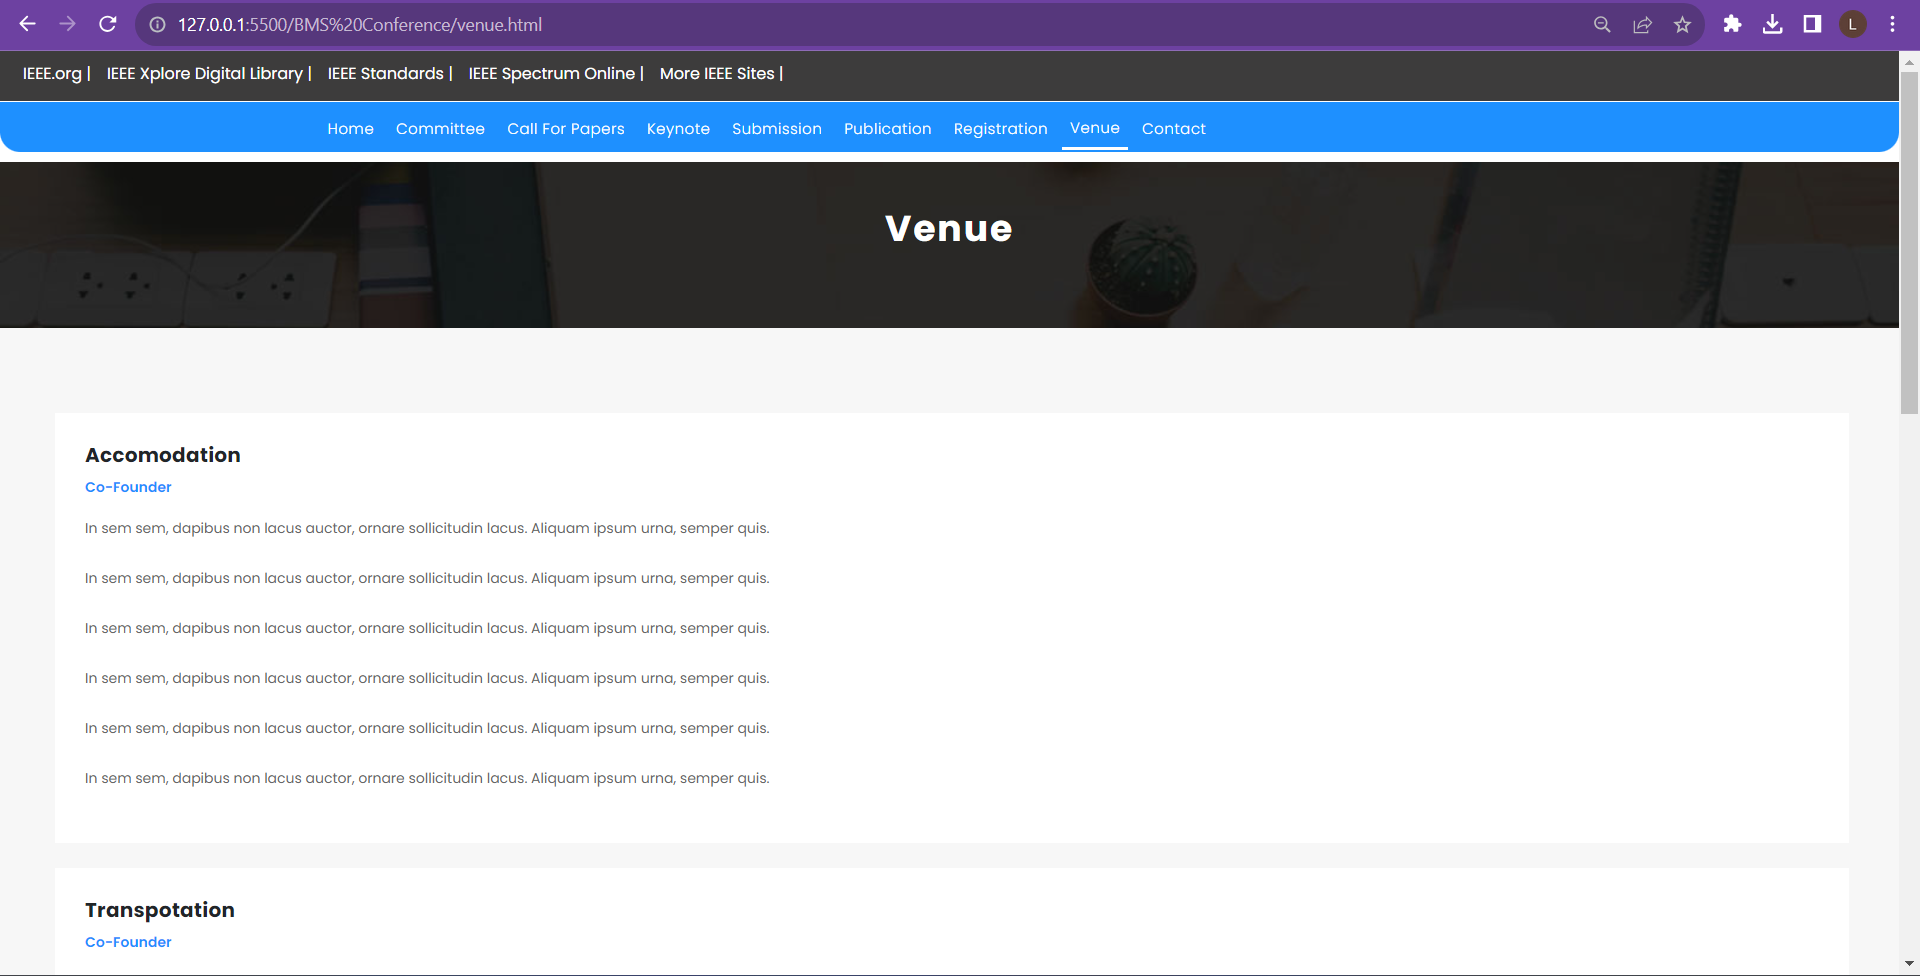 127.0.0.1:5500/BMS%20Conference/venue.html
L
IEEE.org | IEEE Xplore Digital Library | IEEE Standards | IEEE Spectrum Online | More IEEE Sites |
Home Committee Call For Papers Keynote Submission Publication Registration Venue Contact
Venue
Accomodation
Co-Founder
In sem sem, dapibus non lacus auctor, ornare sollicitudin lacus. Aliquam ipsum urna, semper quis.
In sem sem, dapibus non lacus auctor, ornare sollicitudin lacus. Aliquam ipsum urna, semper quis.
In sem sem, dapibus non lacus auctor, ornare sollicitudin lacus. Aliquam ipsum urna, semper quis.
In sem sem, dapibus non lacus auctor, ornare sollicitudin lacus. Aliquam ipsum urna, semper quis.
In sem sem, dapibus non lacus auctor, ornare sollicitudin lacus. Aliquam ipsum urna, semper quis.
In sem sem, dapibus non lacus auctor, ornare sollicitudin lacus. Aliquam ipsum urna, semper quis.
Transpotation
Co-Founder